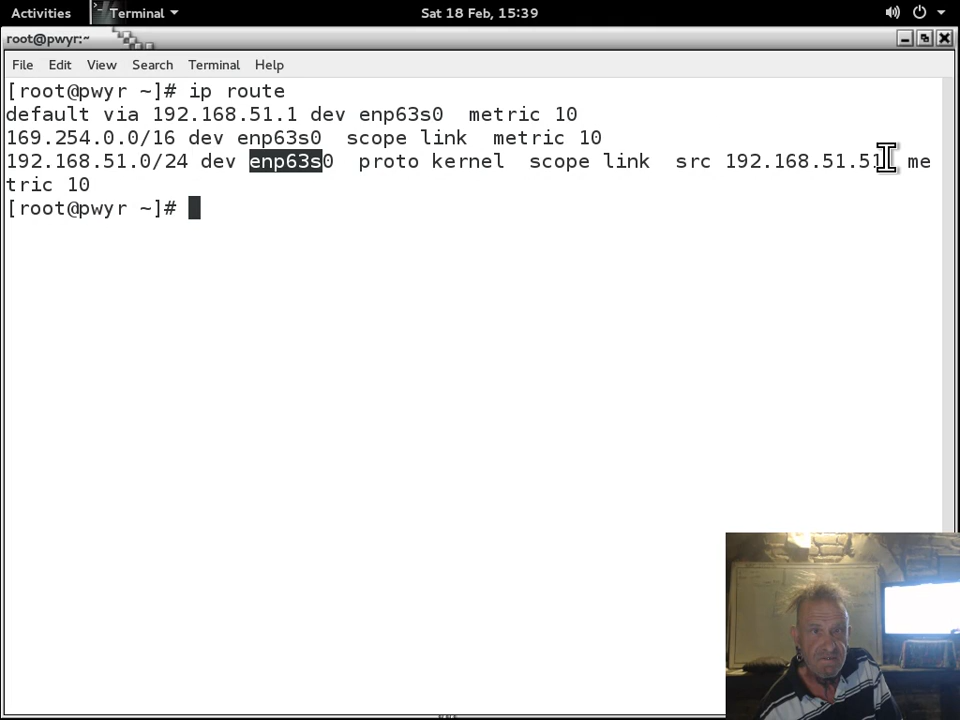 Activities Terminal Sat 18 Feb, 15:39
root@pwyr:~
File Edit View Search Terminal Help
[root@pwyr ~]# ip route
default via 192.168.51.1 dev enp63s0 metric 10
169.254.0.0/16 dev enp63s0 scope link metric 10
192.168.51.0/24 dev enp63s0 proto kernel scope link src 192.168.51.51 me
tric 10
[root@pwyr ~]#